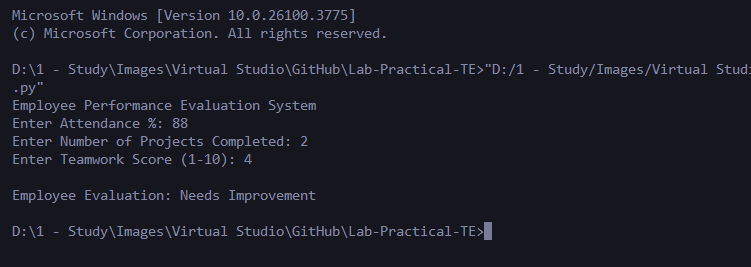 Microsoft Windows [Version 10.0.26100.3775]
(c) Microsoft Corporation. All rights reserved.
D:\1 - Study\Images\Virtual Studio\GitHub\Lab-Practical-TE>"D:/1 - Study/Images/Virtual Studi
.py"
Employee Performance Evaluation System
Enter Attendance %: 88
Enter Number of Projects Completed: 2
Enter Teamwork Score (1-10): 4
Employee Evaluation: Needs Improvement
D:\1 - Study\Images\Virtual Studio\GitHub\Lab-Practical-TE>